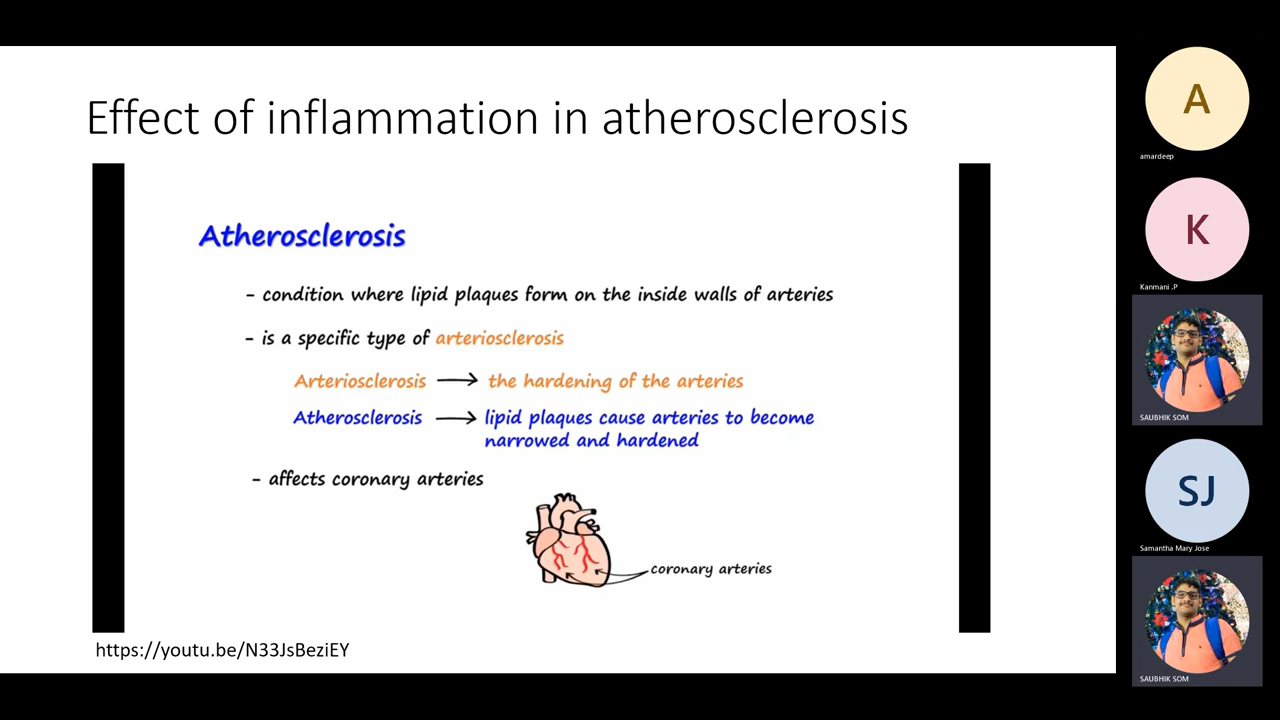 Effect of inflammation in atherosclerosis
Atherosclerosis
- condition where lipid plaques form on the inside walls of arteries
- is a specific type of arteriosclerosis
Arteriosclerosis → the hardening of the arteries
Atherosclerosis → lipid plaques cause arteries to become
narrowed and hardened
- affects coronary arteries
coronary arteries
https://youtu.be/N33JsBeziEY
A
amardeep
K
Kanmani .P
SAUBHIK SOM
SJ
Samantha Mary Jose
SAUBHIK SOM